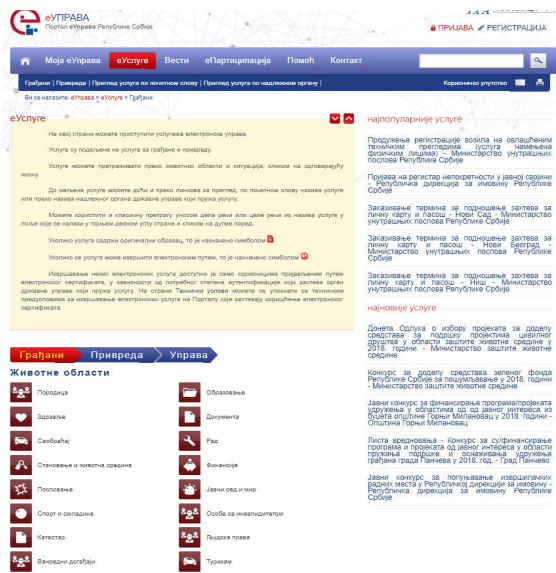 еУПРАВА
Портал еУправа Републике Србије
ПРИЈАВА РЕГИСТРАЦИЈА
Моја еУправа еУслуге Вести еПартиципација Помоћ Контакт
Грађани | Привреда | Преглед услуга по почетном слову | Преглед услуга по надлежном органу |
Корисничко упутство
Ви се налазите: еУправа > еУслуге > Грађани
еУслуге
На овој страни можете приступити услугама електронске управе.
Услуге су подељене на услуге за грађане и привреду.
Услуге можете претраживати преко животних области и ситуација, кликом на одговарајућу
икону.
До жељене услуге можете доћи и преко линкова за преглед, по почетном слову назива услуге
или преко назива надлежног органа државне управе који пружа услугу.
Можете користити и класичну претрагу уносом дела речи или целе речи из назива услуге у
поље које се налази у горњем десном углу стране и кликом на дугме поред.
Уколико услуга садржи оригинални образац, то је назначено симболом
Уколико се услуга може извршити електронским путем, то је назначено симболом
Извршавање неких електронских услуга доступно је само корисницима пријављеним путем
електронског сертификата, у зависности од потребног степена аутентификације који захтева орган
државне управе који пружа услугу. На страни Технички услови можете се упознати са техничким
предусловима за извршавање електронских услуга на Порталу које захтевају коришћење електронског
сертификата.
Грађани Привреда Управа
Животне области
Породица Образовање
Здравље Документа
Саобраћај Рад
Становање и животна средина Финансије
Пословање Јавни ред и мир
Спорт и омладина Особе са инвалидитетом
Катастар Људска права
Ванредни догађаји Туризам
најпопуларније услуге
Продужење регистрације возила на овлашћеним
техничким прегледима (услуга намењена
физичким лицима) - Министарство унутрашњих
послова Републике Србије
Пријава на регистар непокретности у јавној својини
- Републичка дирекција за имовину Републике
Србије
Заказивање термина за подношење захтева за
личну карту и пасош - Нови Сад - Министарство
унутрашњих послова Републике Србије
Заказивање термина за подношење захтева за
личну карту и пасош - Нови Београд -
Министарство унутрашњих послова Републике
Србије
Заказивање термина за подношење захтева за
личну карту и пасош - Ниш - Министарство
унутрашњих послова Републике Србије
најновије услуге
Донета Одлука о избору пројеката за доделу
средстава за подршку пројектима цивилног
друштва у области заштите животне средине у
2018. години - Министарство заштите животне
средине
Конкурс за доделу средстава зеленог фонда
Републике Србије за пошумљавање у 2018. години
- Министарство заштите животне средине
Јавни конкурс за финансирање програма/пројеката
удружења у областима од од јавног интереса из
буџета општине Горњи Милановац у 2018. години -
Општина Горњи Милановац
Листа вредновања - Конкурс за су/финансирање
програма и пројеката од јавног интереса у области
пружања подршке и оснаживања удружења
грађана града Панчева у 2018. год. - Град Панчево
Јавни конкурс за попуњавање извршилачких
радних места у Републичкој дирекцији за имовину -
Републичка дирекција за имовину Републике
Србије